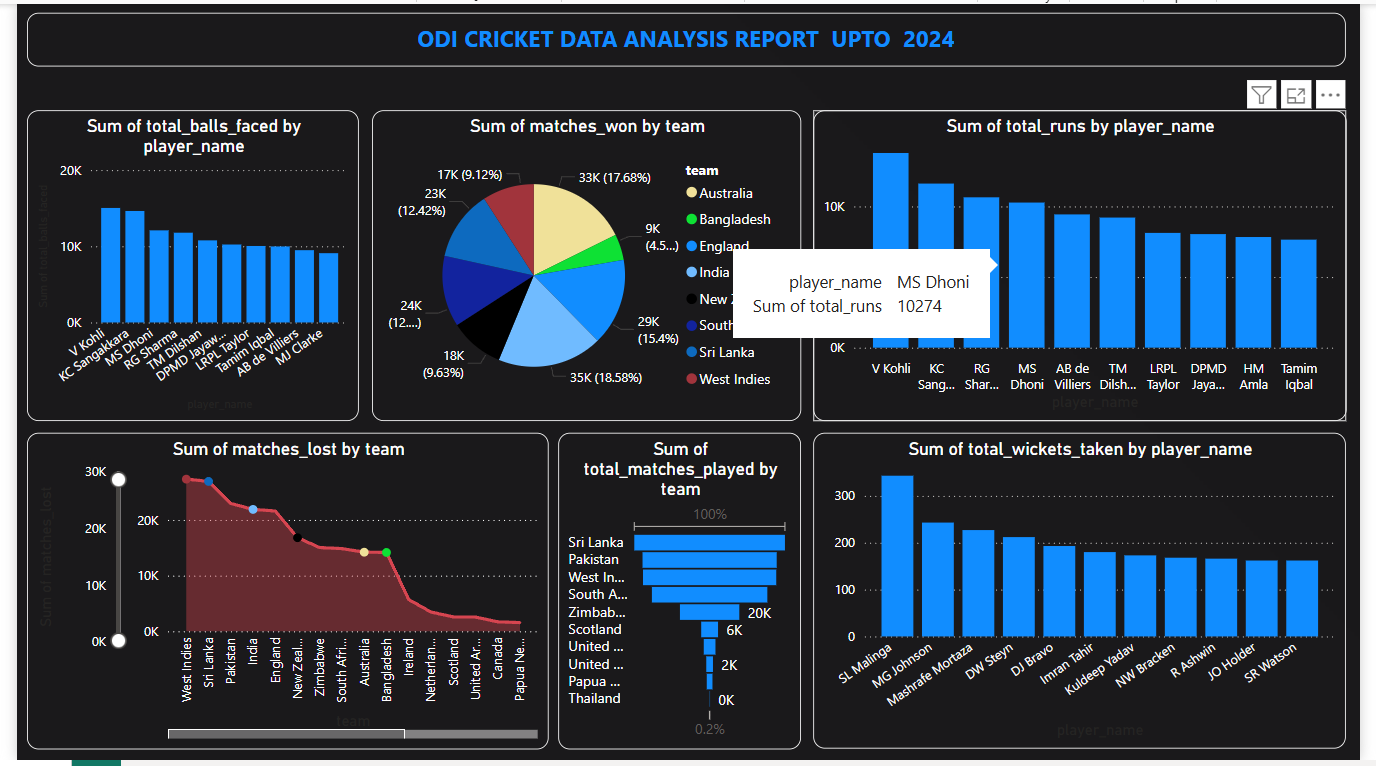 ODI CRICKET DATA ANALYSIS REPORT UPTO 2024
Sum of total_balls_faced by
player_name
Sum of total_balls_faced
20K
10K
0K
V Kohli
KC Sangakkara
MS Dhoni
RG Sharma
TM Dilshan
DPMD Jayaw...
LRPL Taylor
Tamim Iqbal
AB de Villiers
MJ Clarke
player_name
Sum of matches_won by team
17K (9.12%)
33K (17.68%)
23K
(12.42%)
9K
(4.5...)
24K
(12....)
29K
(15.4%)
18K
(9.63%)
35K (18.58%)
team
Australia
Bangladesh
England
India
New
South
Sri Lanka
West Indies
Sum of total_runs by player_name
10K
0K
player_name MS Dhoni
Sum of total_runs 10274
V Kohli
KC
Sang...
RG
Shar...
MS
Dhoni
AB de
Villiers
TM
Dilsh...
LRPL
Taylor
DPMD
Jaya...
HM
Amla
Tamim
Iqbal
player_name
Sum of matches_lost by team
Sum of matches_lost
30K
20K
10K
0K
20K
10K
0K
West Indies
Sri Lanka
Pakistan
India
England
New Zeal...
Zimbabwe
South Afri...
Australia
Bangladesh
Ireland
Netherlan...
Scotland
United Ar...
Canada
Papua Ne...
team
Sum of
total_matches_played by
team
100%
Sri Lanka
Pakistan
West In...
South A...
Zimbab... 20K
Scotland 6K
United ...
United ... 2K
Papua ...
Thailand 0K
0.2%
Sum of total_wickets_taken by player_name
300
200
100
0
SL Malinga
MG Johnson
Mashrafe Mortaza
DW Steyn
DJ Bravo
Imran Tahir
Kuldeep Yadav
NW Bracken
R Ashwin
JO Holder
SR Watson
player_name